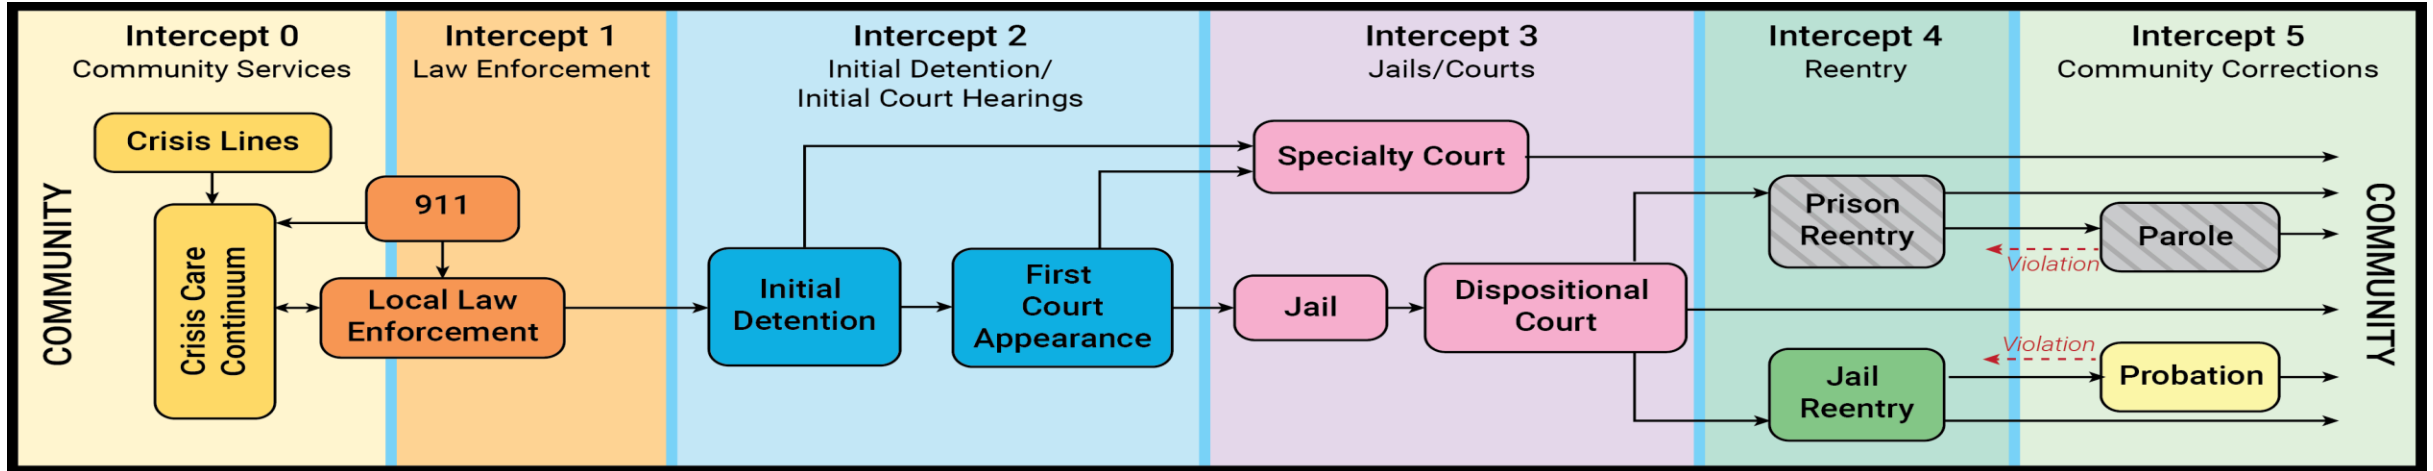 Intercept 0
Community Services
Intercept 1
Law Enforcement
Intercept 2
Initial Detention/
Initial Court Hearings
Intercept 3
Jails/Courts
Intercept 4
Reentry
Intercept 5
Community Corrections
COMMUNITY
Crisis Lines
Crisis Care
Continuum
911
Local Law
Enforcement
Initial
Detention
First
Court
Appearance
Specialty Court
Jail
Dispositional
Court
Prison
Reentry
Jail
Reentry
Parole
Violation
Violation
Probation
COMMUNITY